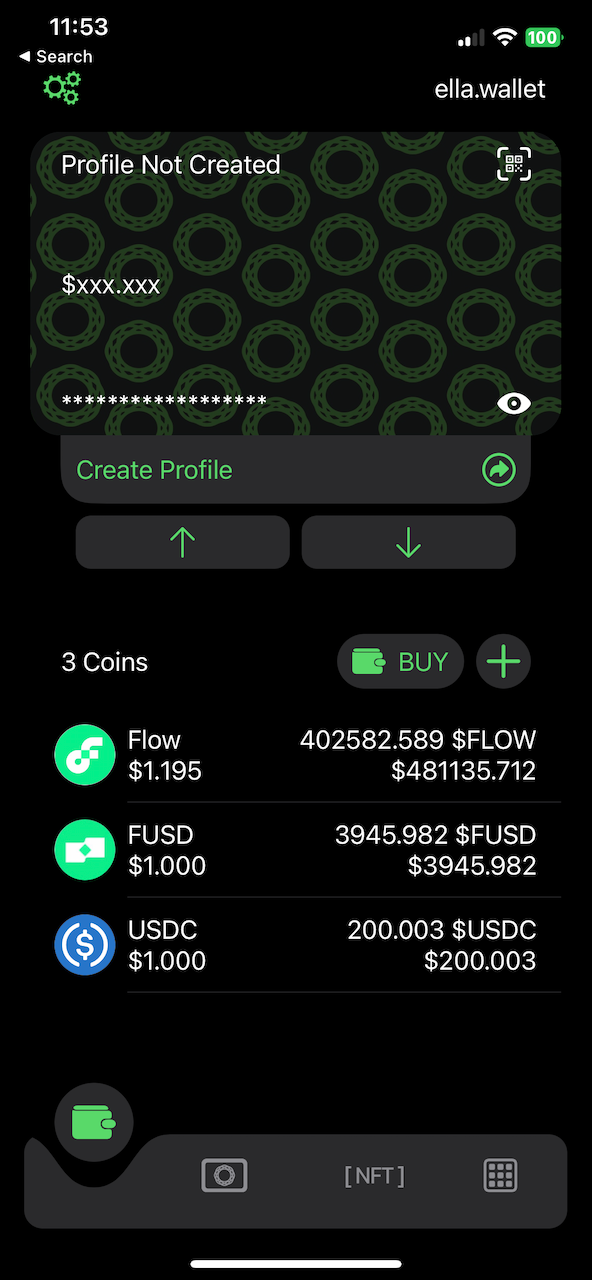 11:53
100
◀ Search
ella.wallet
Profile Not Created
$xxx.xxx
******************
Create Profile
3 Coins
BUY
Flow 402582.589 $FLOW
$1.195 $481135.712
FUSD 3945.982 $FUSD
$1.000 $3945.982
USDC 200.003 $USDC
$1.000 $200.003
[NFT]